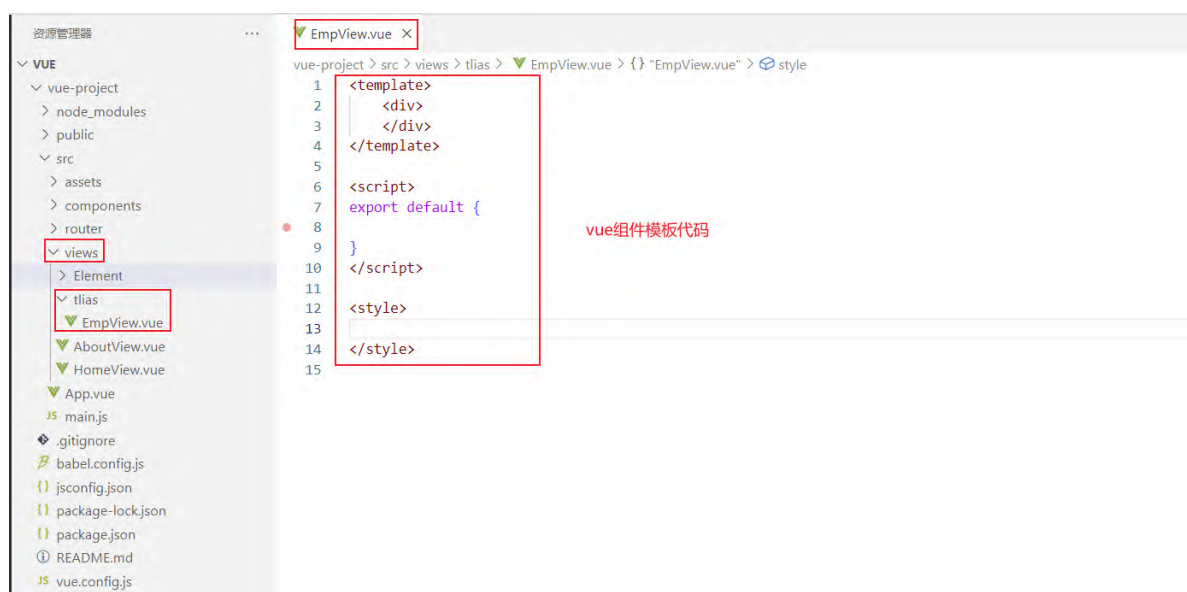 资源管理器 ···
VUE
vue-project
node_modules
public
src
assets
components
router
views
Element
tlias
EmpView.vue
AboutView.vue
HomeView.vue
App.vue
JS main.js
.gitignore
babel.config.js
{} jsconfig.json
{} package-lock.json
{} package.json
README.md
JS vue.config.js
EmpView.vue ×
vue-project > src > views > tlias > EmpView.vue > {} "EmpView.vue" > style
1 <template>
2 <div>
3 </div>
4 </template>
5
6 <script>
7 export default {
8
9 }
10 </script>
11
12 <style>
13
14 </style>
15
vue组件模板代码